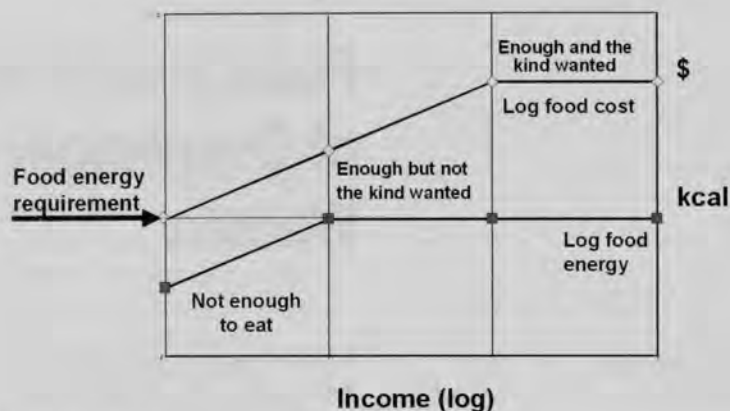 Enough and the
kind wanted
$
Log food cost
Enough but not
the kind wanted
Food energy
requirement
kcal
Log food
energy
Not enough
to eat
Income (log)